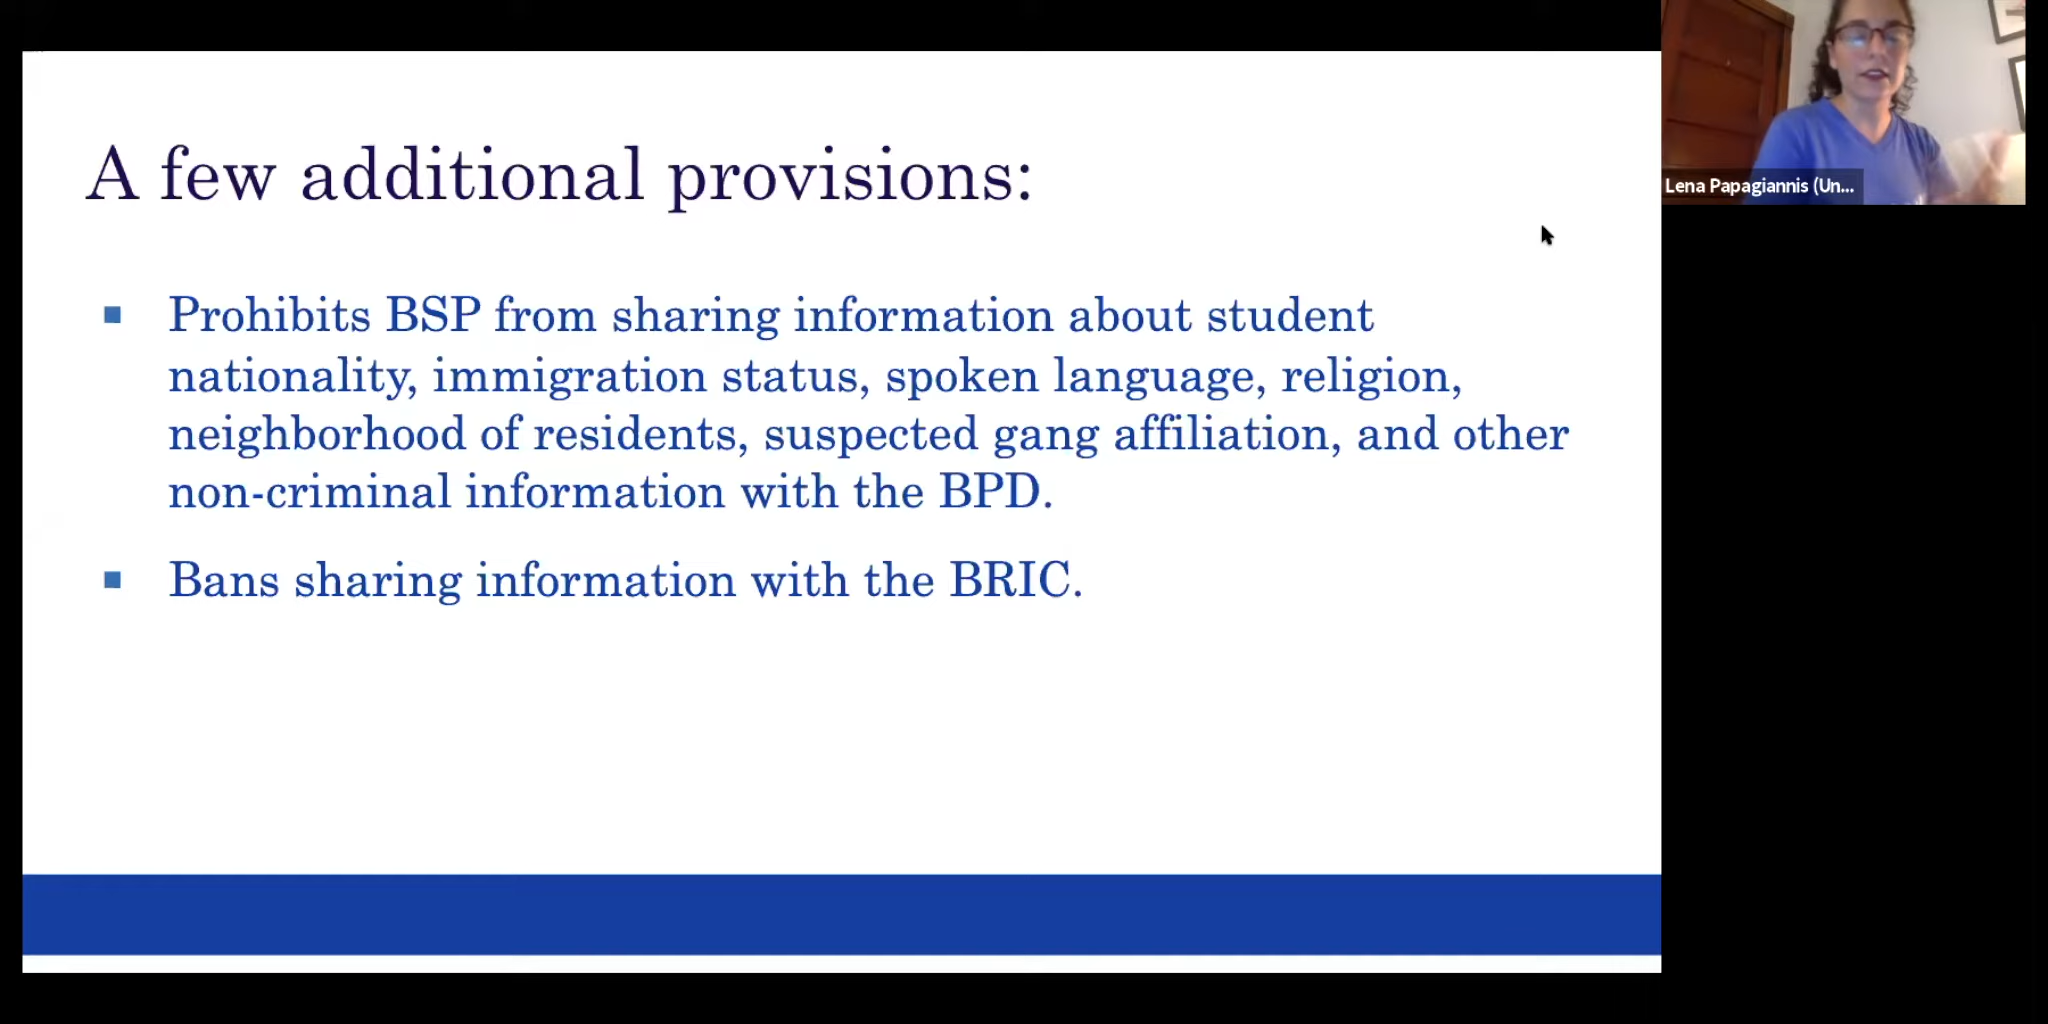 A few additional provisions:
Prohibits BSP from sharing information about student
nationality, immigration status, spoken language, religion,
neighborhood of residents, suspected gang affiliation, and other
non-criminal information with the BPD.
Bans sharing information with the BRIC.
Lena Papagiannis (Un...